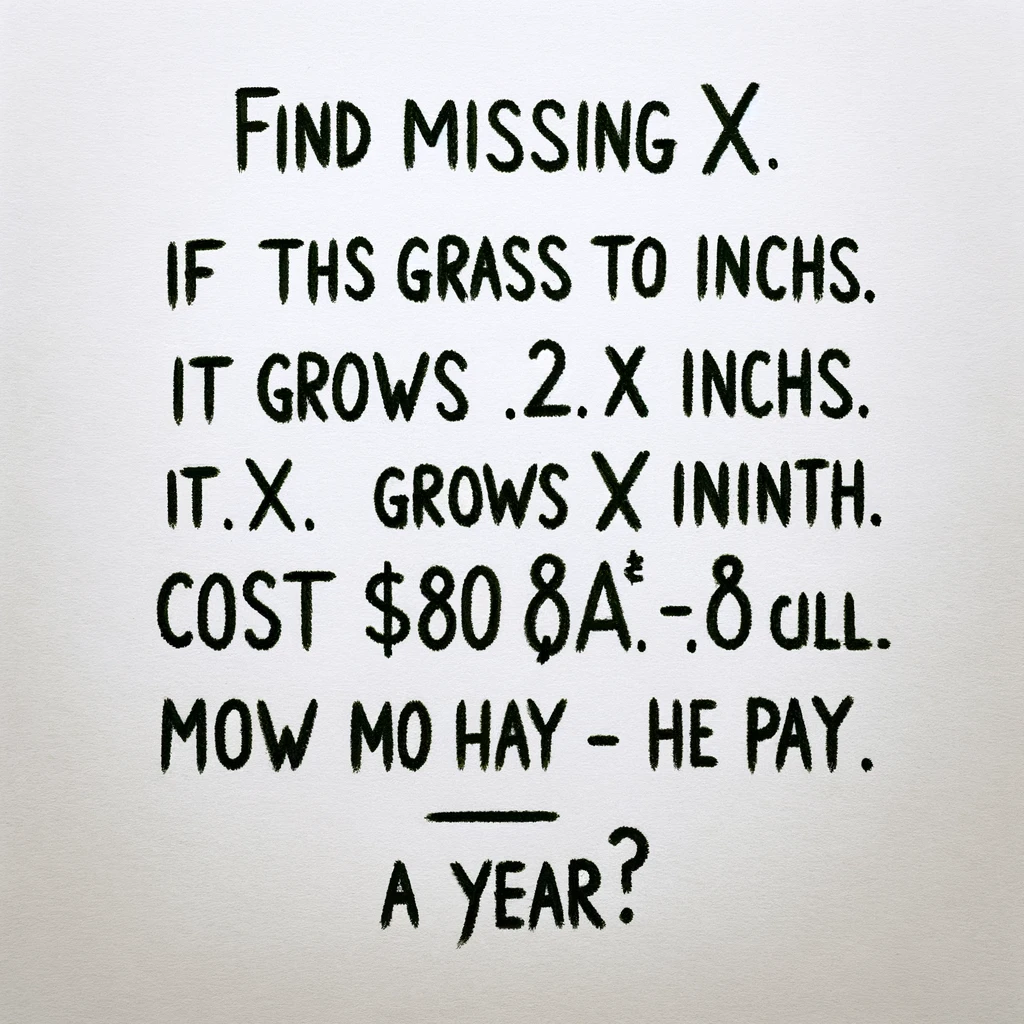 FIND MISSING X.
IF THS GRASS TO INCHS.
IT GROWS .2. X INCHS.
IT. X. GROWS X ININTH.
COST $80
MOW MO HAY - HE PAY.
A YEAR?